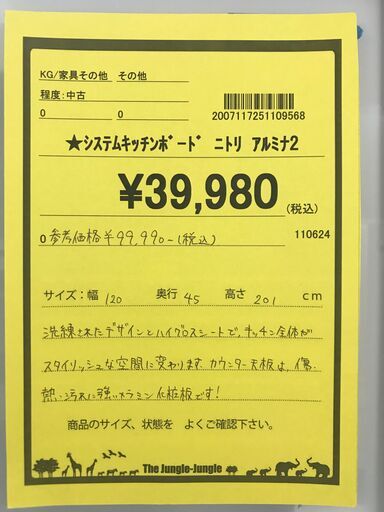 KG/家具その他 その他
程度:中古
0 0
2007117251109568
★システムキッチンボード ニトリ アルミナ2
¥39,980 (税込)
0 参考価格¥99,990-(税込) 110624
サイズ:幅 120 奥行 45 高さ 201 cm
洗練されたデザインとハイグロスシートで、キッチン全体が
スタイリッシュな空間に変わります。カウンター天板は、傷、
熱、汚れに強いメラミン化粧板です!
商品のサイズ、状態を よくご確認下さい。
The Jungle-Jungle